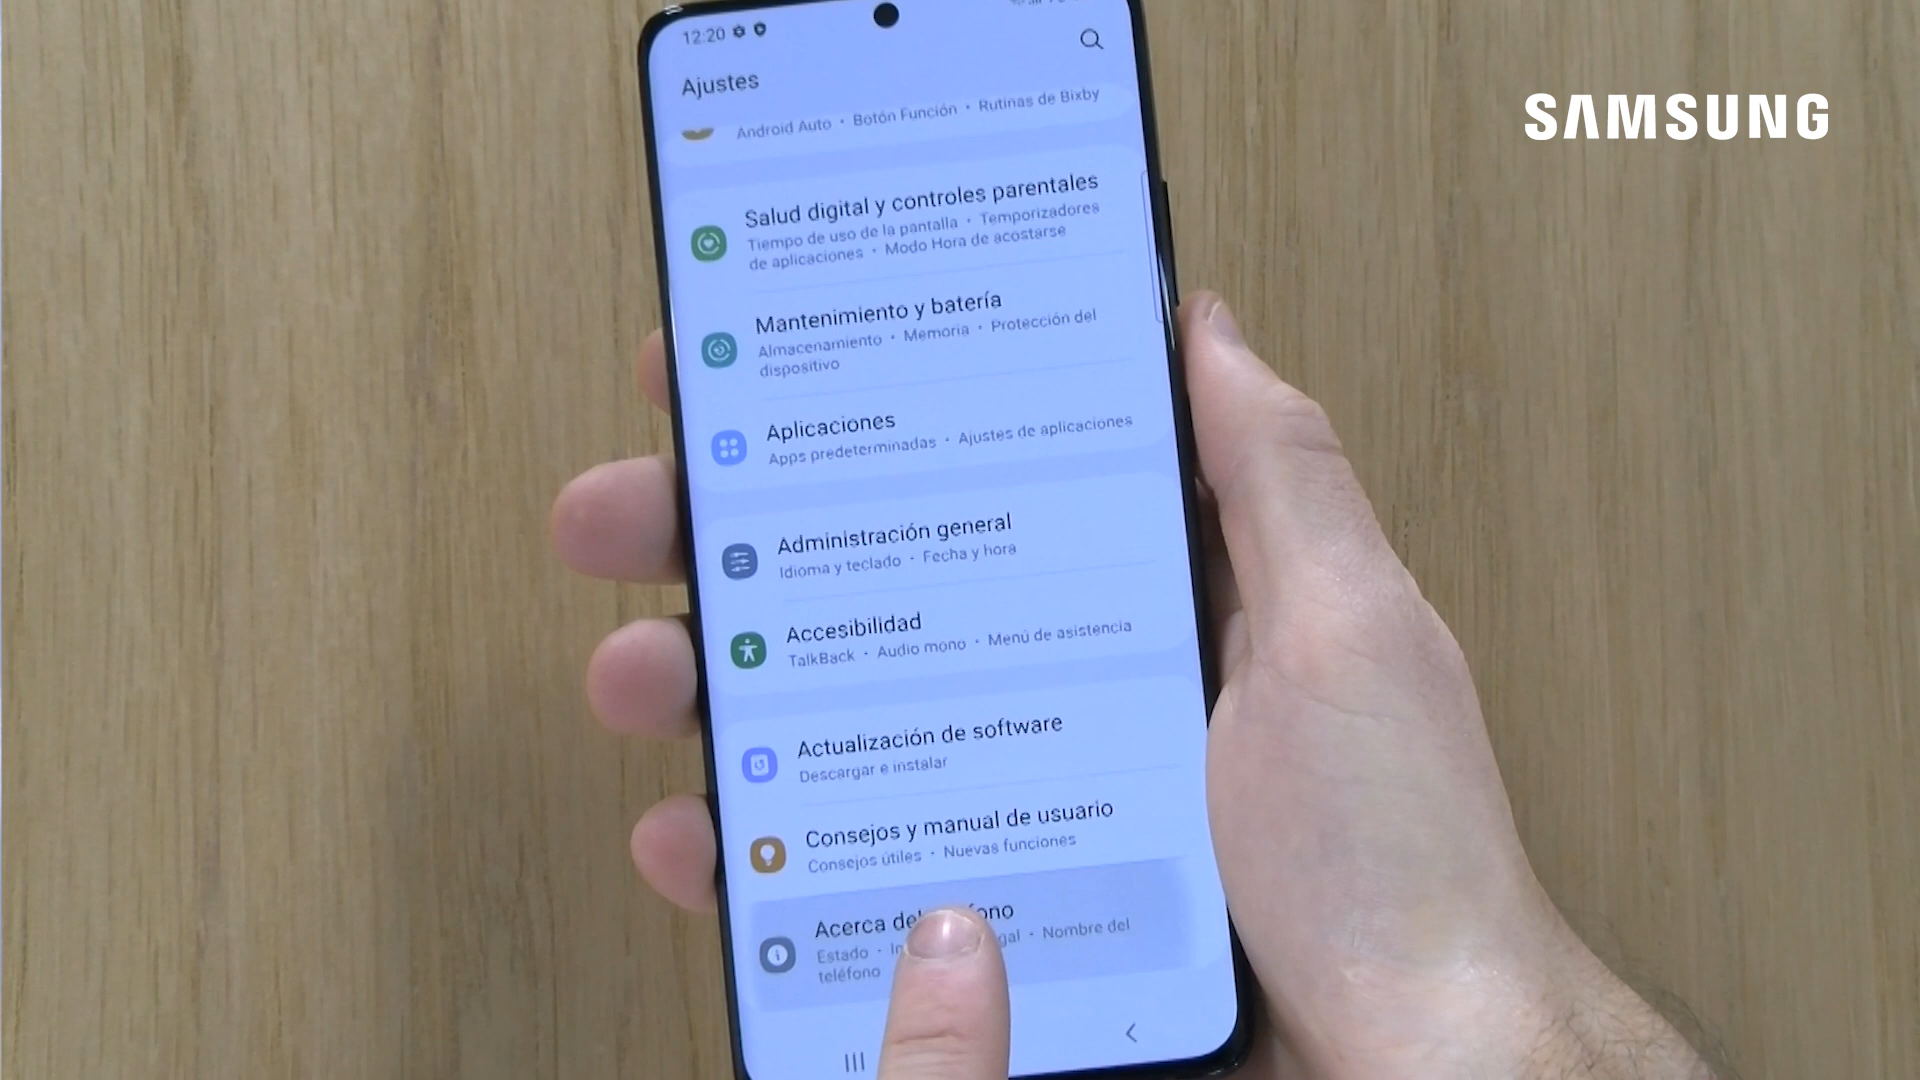 12:20
SAMSUNG
Ajustes
Android Auto • Botón Función • Rutinas de Bixby
Salud digital y controles parentales
Tiempo de uso de la pantalla • Temporizadores
de aplicaciones • Modo Hora de acostarse
Mantenimiento y batería
Almacenamiento • Memoria • Protección del
dispositivo
Aplicaciones
Apps predeterminadas • Ajustes de aplicaciones
Administración general
Idioma y teclado • Fecha y hora
Accesibilidad
TalkBack • Audio mono • Menú de asistencia
Actualización de software
Descargar e instalar
Consejos y manual de usuario
Consejos útiles • Nuevas funciones
Acerca del
Estado • • Nombre del
teléfono